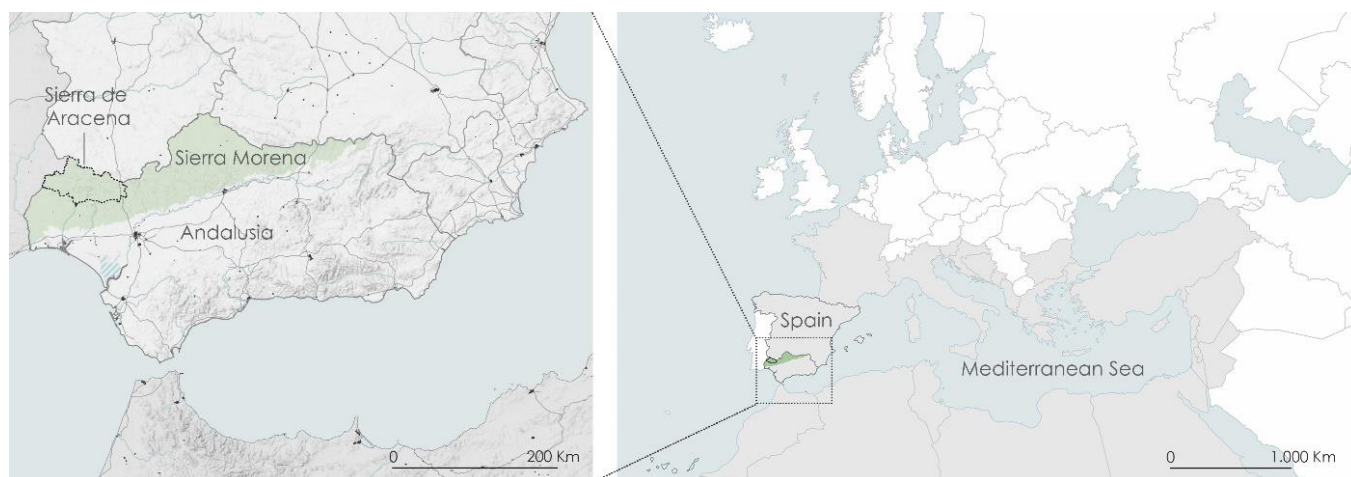 Sierra de
Aracena
Sierra Morena
Andalusia
0 200 Km
Spain
Mediterranean Sea
0 1.000 Km